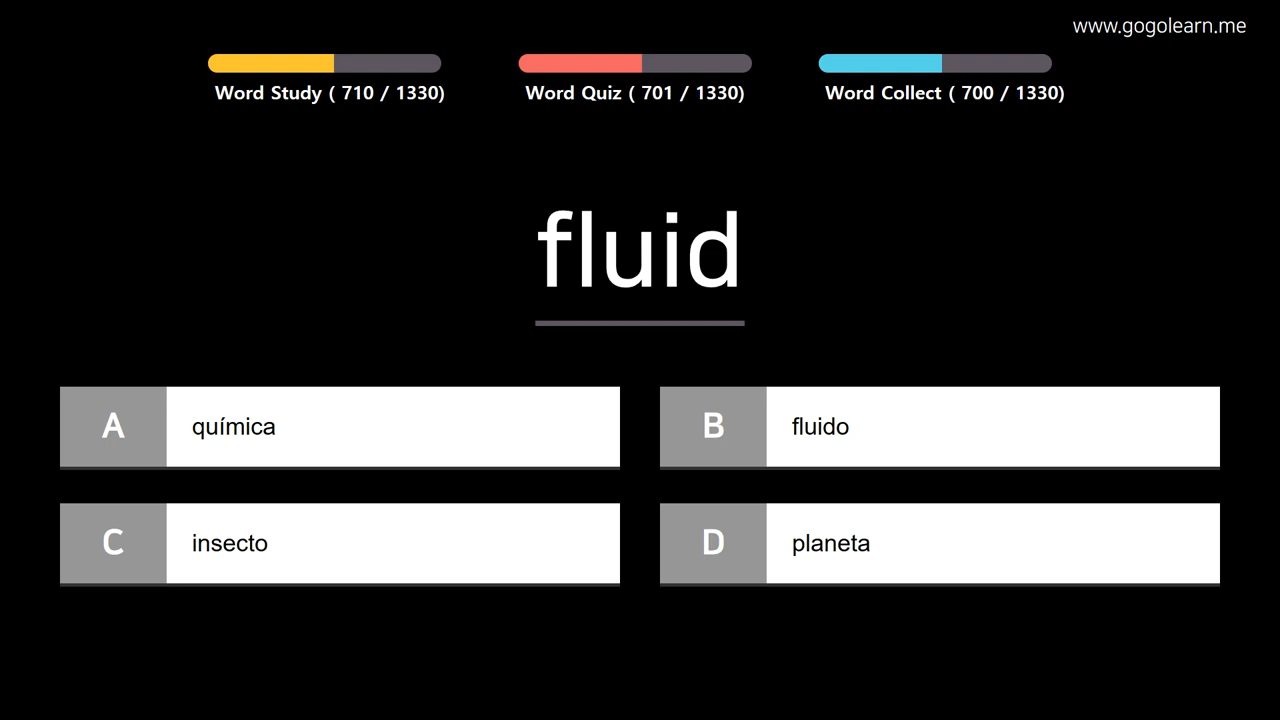 www.gogolearn.me
Word Study ( 710 / 1330)
Word Quiz ( 701 / 1330)
Word Collect ( 700 / 1330)
fluid
A química
B fluido
C insecto
D planeta